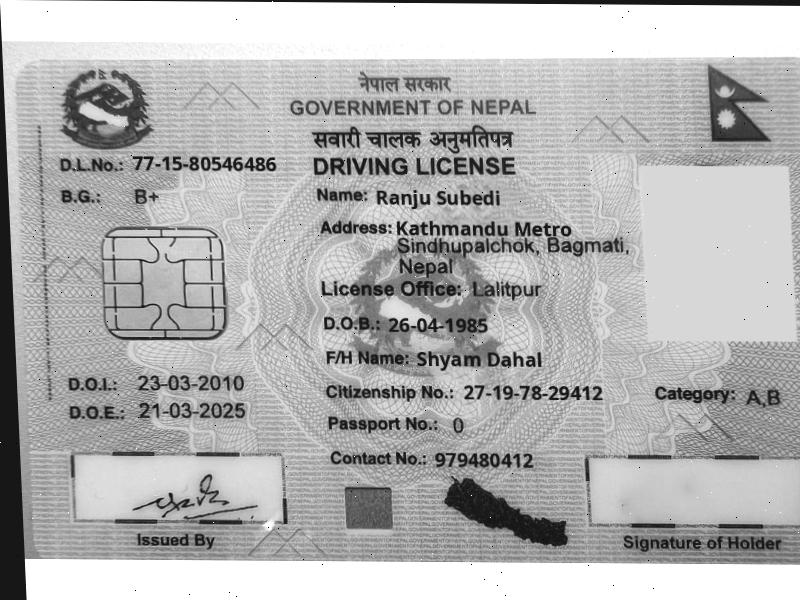 नेपाल सरकार
GOVERNMENT OF NEPAL
सवारी चालक अनुमतिपत्र
DRIVING LICENSE
D.L.No.: 77-15-80546486
B.G.: B+
Name: Ranju Subedi
Address: Kathmandu Metro
Sindhupalchok, Bagmati,
Nepal
License Office: Lalitpur
D.O.B.: 26-04-1985
F/H Name: Shyam Dahal
D.O.I.: 23-03-2010
Citizenship No.: 27-19-78-29412
Category: A,B
D.O.E.: 21-03-2025
Passport No.: 0
Contact No.: 979480412
Issued By
Signature of Holder